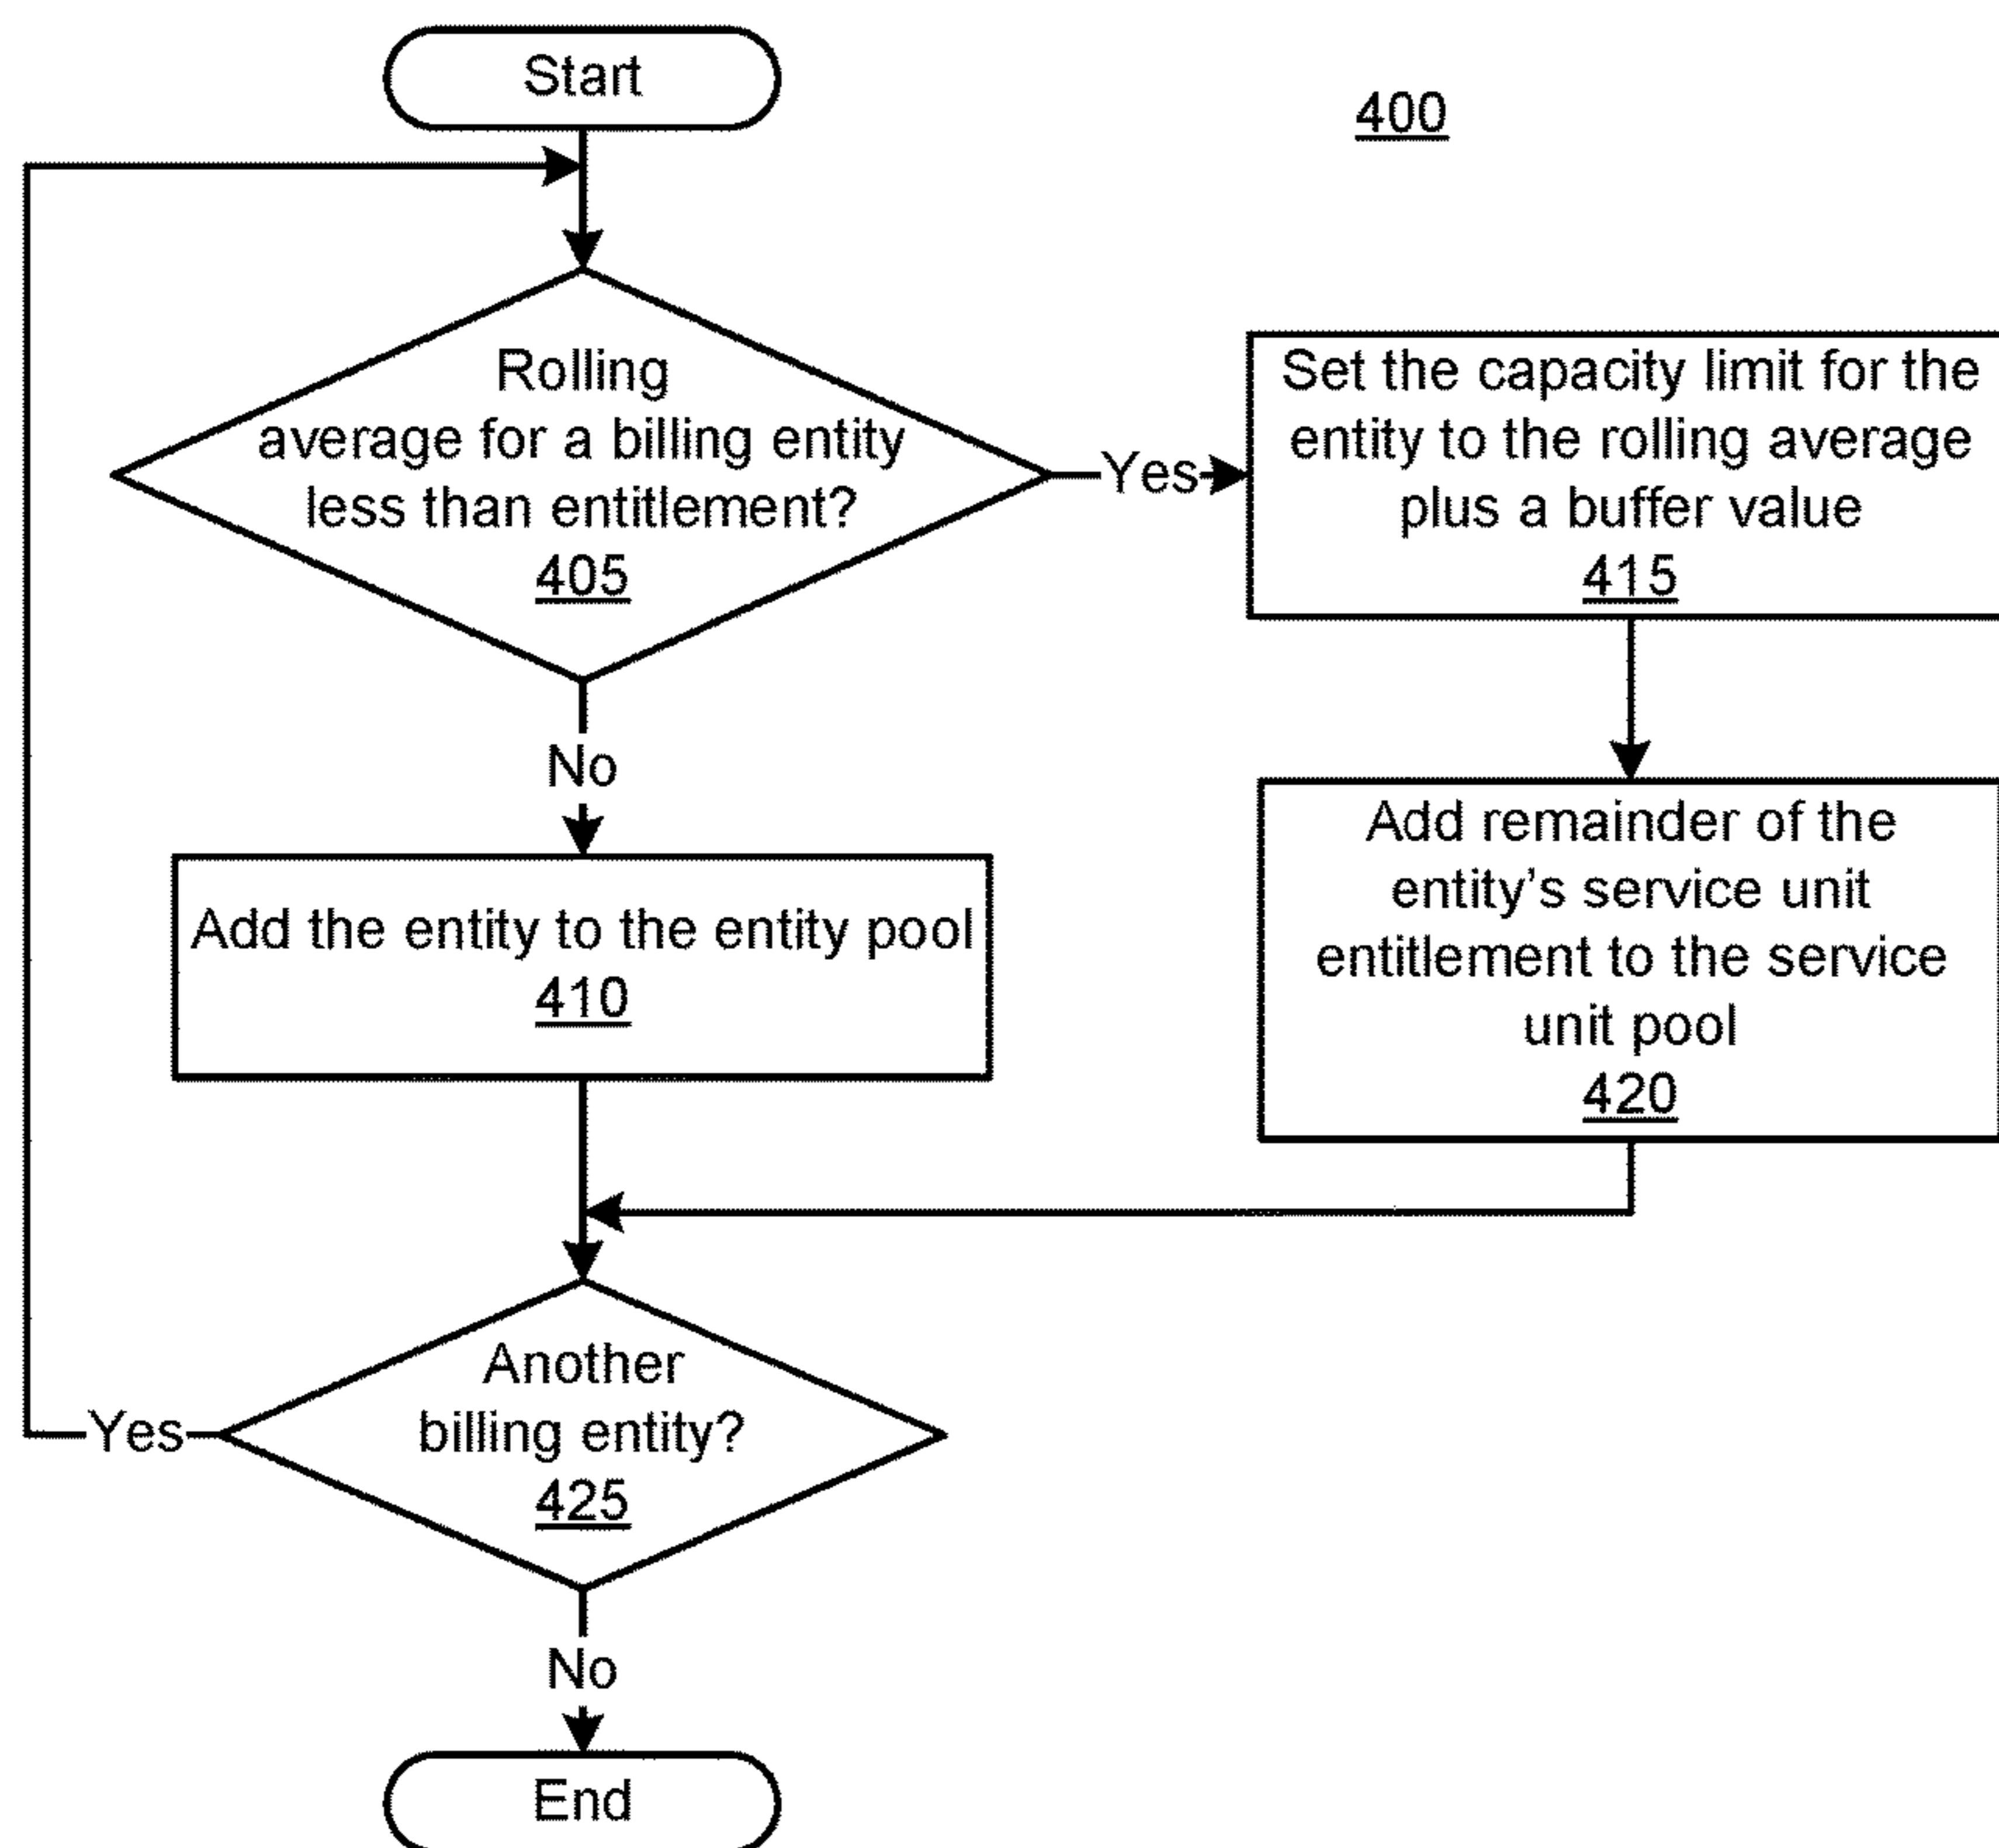 Start
400
Rolling
average for a billing entity
less than entitlement?
405
Yes
Set the capacity limit for the
entity to the rolling average
plus a buffer value
415
No
Add the entity to the entity pool
410
Add remainder of the
entity's service unit
entitlement to the service
unit pool
420
Another
billing entity?
425
Yes
No
End